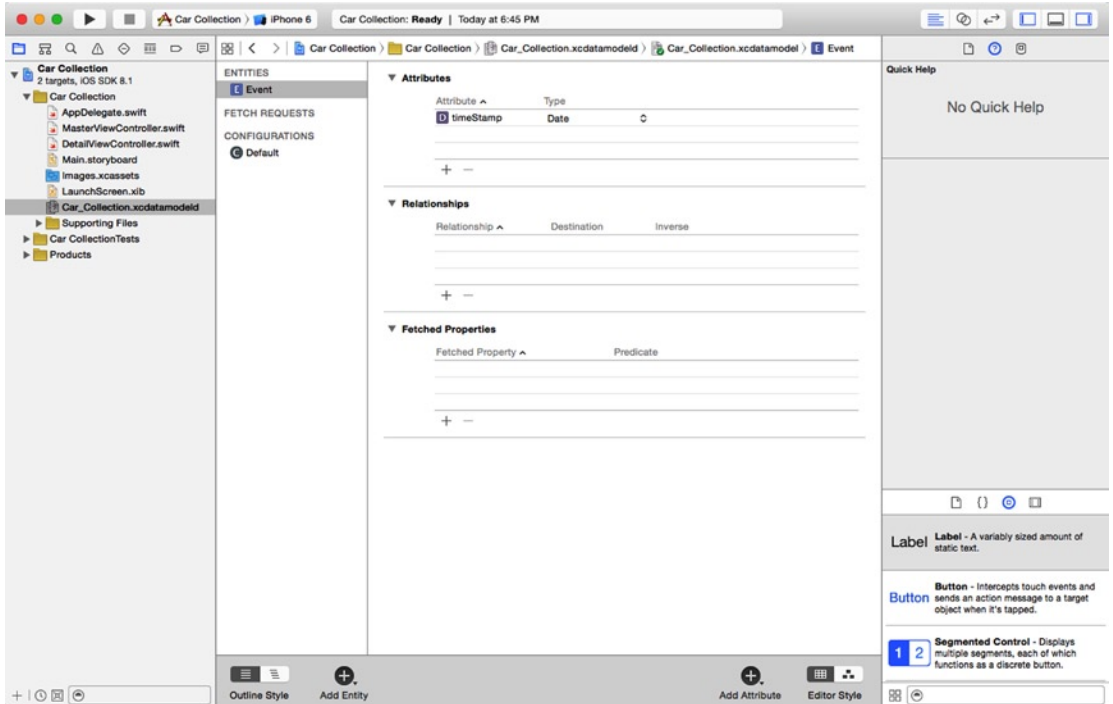 Car Collection
iPhone 6
Car Collection: Ready | Today at 6:45 PM
Car Collection
Car Collection
Car_Collection.xcdatamodeld
Car_Collection.xcdatamodel
Event
Car Collection
2 targets, iOS SDK 8.1
Car Collection
AppDelegate.swift
MasterViewController.swift
DetailViewController.swift
Main.storyboard
Images.xcassets
LaunchScreen.xib
Car_Collection.xcdatamodeld
Supporting Files
Car CollectionTests
Products
ENTITIES
E Event
FETCH REQUESTS
CONFIGURATIONS
C Default
Attributes
Attribute Type
D timeStamp Date
Relationships
Relationship Destination Inverse
Fetched Properties
Fetched Property Predicate
Quick Help
No Quick Help
Label
Label - A variably sized amount of
static text.
Button
Button - Intercepts touch events and
sends an action message to a target
object when it's tapped.
1 2
Segmented Control - Displays
multiple segments, each of which
functions as a discrete button.
Outline Style
Add Entity
Add Attribute
Editor Style